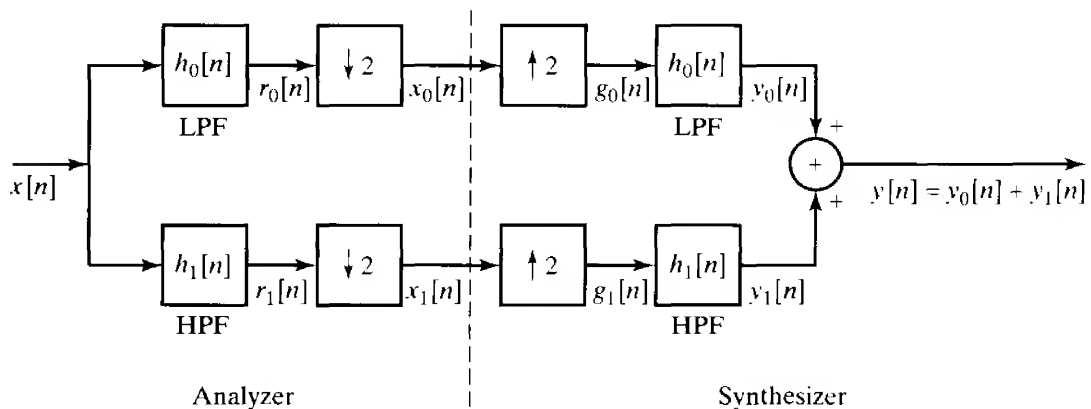 h₀[n]
↓ 2
↑ 2
h₀[n]
r₀[n]
x₀[n]
g₀[n]
y₀[n]
LPF
LPF
+
x[n]
+
y[n] = y₀[n] + y₁[n]
+
h₁[n]
↓ 2
↑ 2
h₁[n]
r₁[n]
x₁[n]
g₁[n]
y₁[n]
HPF
HPF
Analyzer
Synthesizer